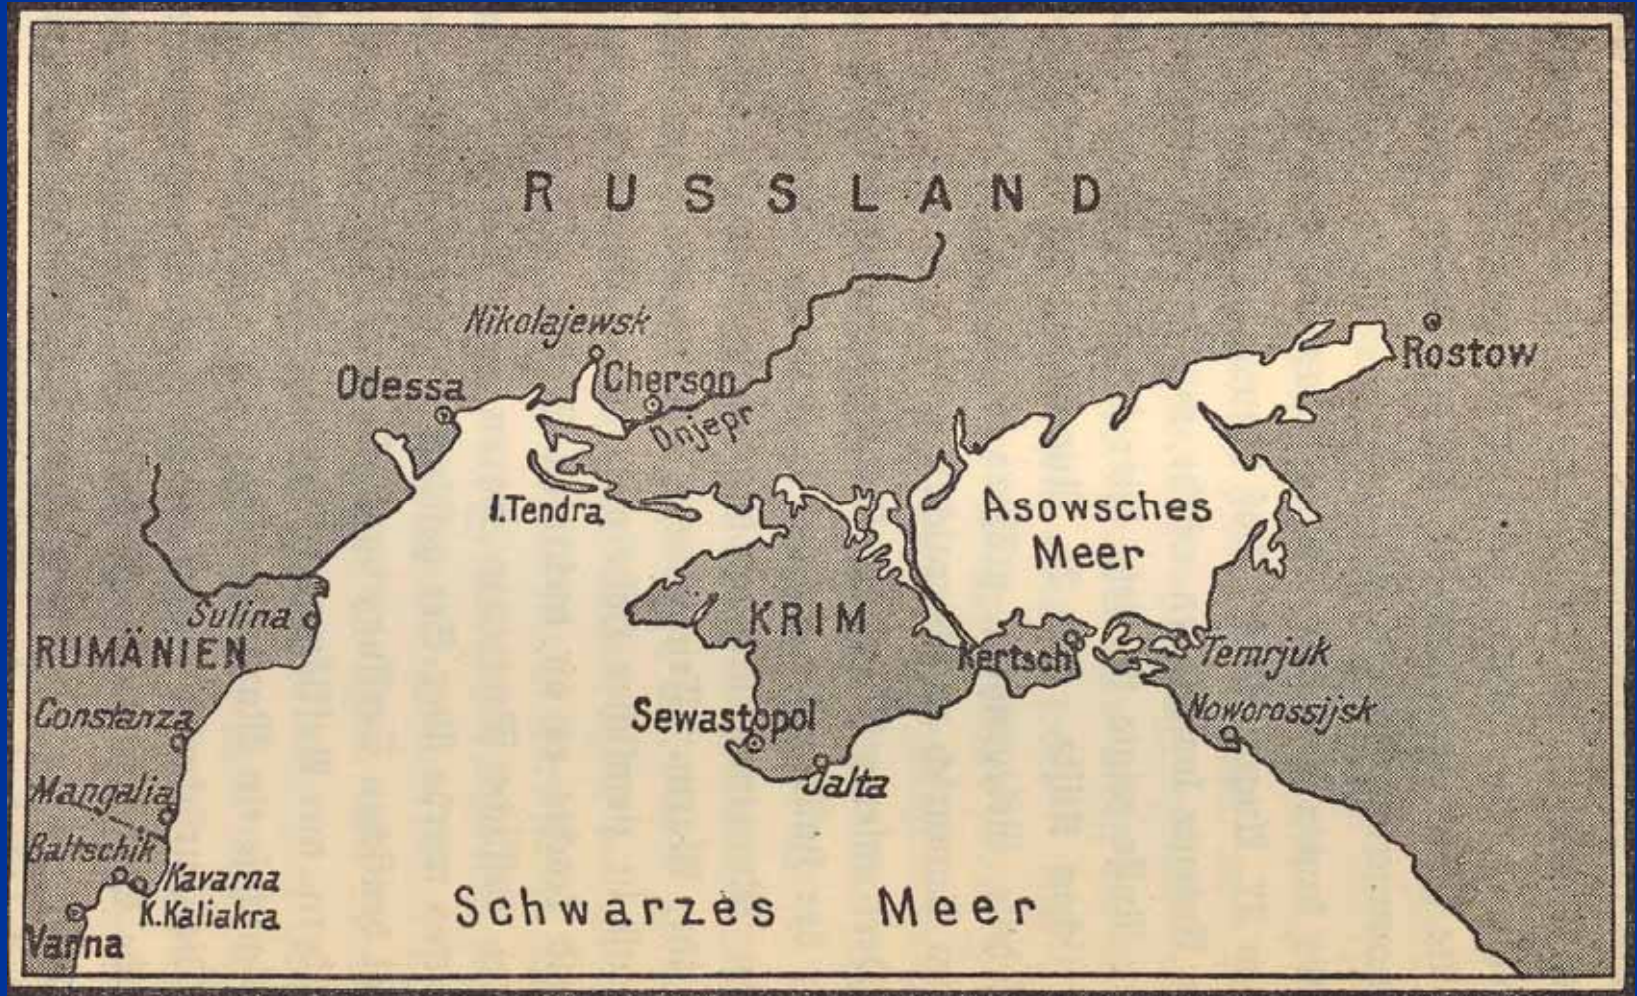 RUSSLAND
Nikolajewsk
Odessa
Cherson
Dnjepr
Rostow
I.Tendra
Asowsches
Meer
Sulina
KRIM
RUMÄNIEN
Kertsch
Temrjuk
Constanza
Sewastopol
Noworossijsk
Jalta
Mangalia
Baltschik
Kavarna
K.Kaliakra
Schwarzes Meer
Varna